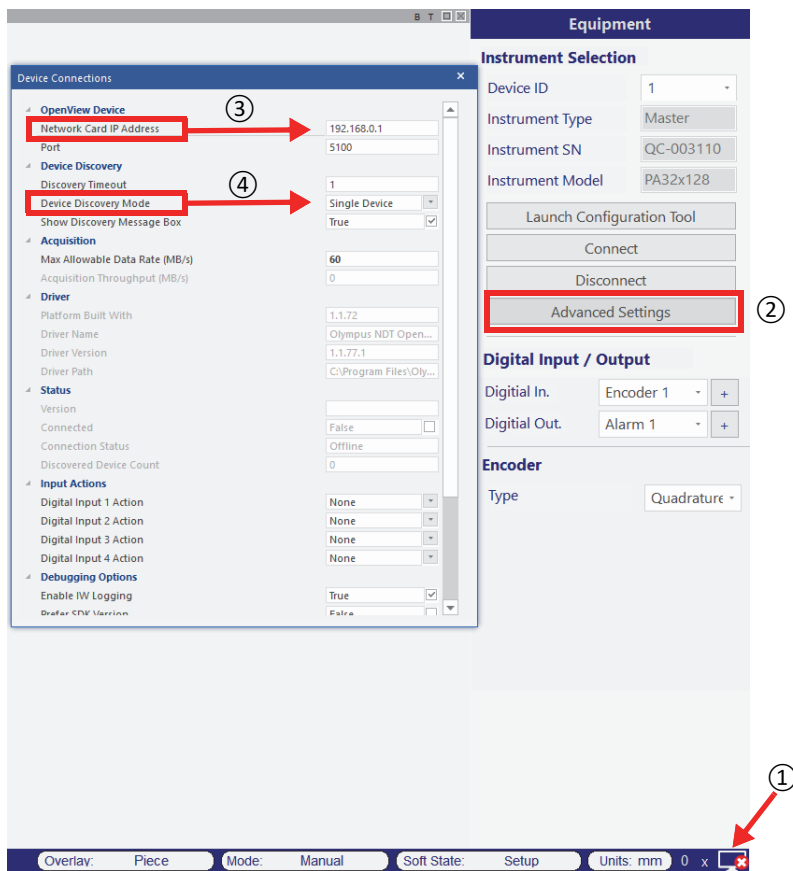 B T
Equipment
Instrument Selection
Device ID 1
Instrument Type Master
Instrument SN QC-003110
Instrument Model PA32x128
Launch Configuration Tool
Connect
Disconnect
Advanced Settings
②
Digital Input / Output
Digitial In. Encoder 1 +
Digitial Out. Alarm 1 +
Encoder
Type Quadrature
Device Connections ×
OpenView Device
③
Network Card IP Address 192.168.0.1
Port 5100
Device Discovery
④
Discovery Timeout 1
Device Discovery Mode Single Device
Show Discovery Message Box True
Acquisition
Max Allowable Data Rate (MB/s) 60
Acquisition Throughput (MB/s) 0
Driver
Platform Built With 1.1.72
Driver Name Olympus NDT Open...
Driver Version 1.1.77.1
Driver Path C:\Program Files\Oly...
Status
Version
Connected False
Connection Status Offline
Discovered Device Count 0
Input Actions
Digital Input 1 Action None
Digital Input 2 Action None
Digital Input 3 Action None
Digital Input 4 Action None
Debugging Options
Enable IW Logging True
Prefer SDK Version False
①
Overlay: Piece Mode: Manual Soft State: Setup Units: mm 0 x